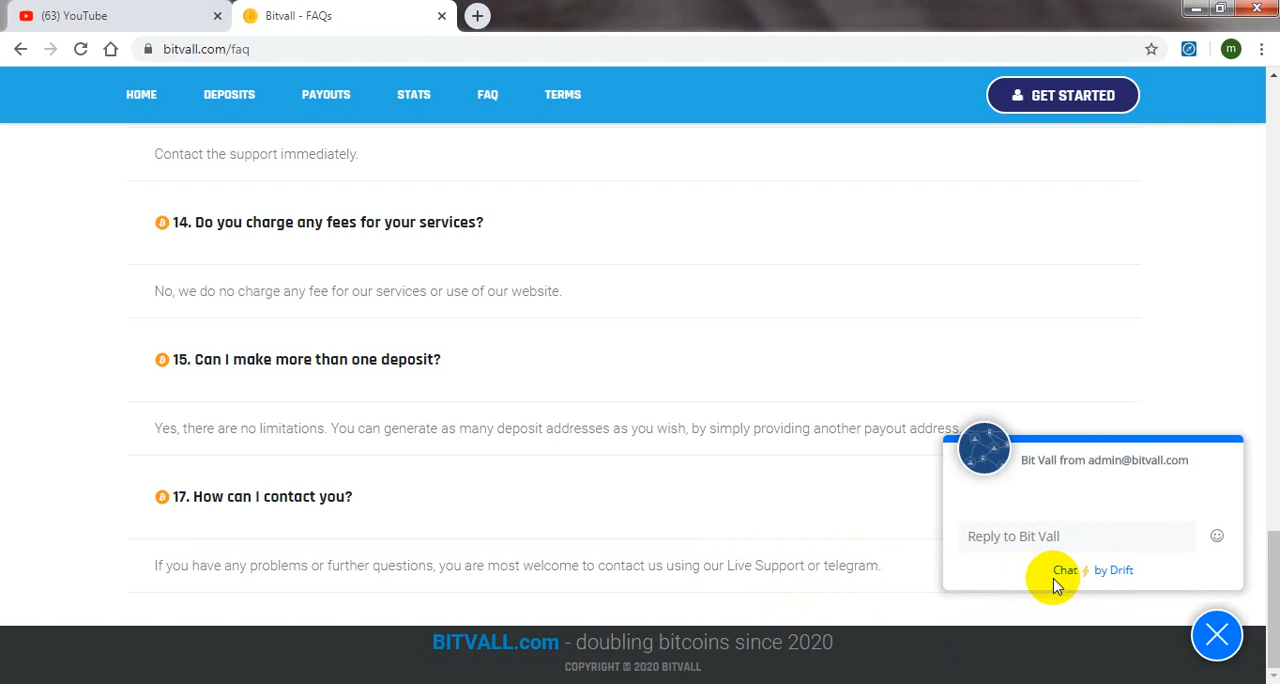 (63) YouTube
Bitvall - FAQs
bitvall.com/faq
m
HOME DEPOSITS PAYOUTS STATS FAQ TERMS GET STARTED
Contact the support immediately.
14. Do you charge any fees for your services?
No, we do no charge any fee for our services or use of our website.
15. Can I make more than one deposit?
Yes, there are no limitations. You can generate as many deposit addresses as you wish, by simply providing another payout address.
17. How can I contact you?
If you have any problems or further questions, you are most welcome to contact us using our Live Support or telegram.
Bit Vall from admin@bitvall.com
Reply to Bit Vall
Chat by Drift
BITVALL.com - doubling bitcoins since 2020
COPYRIGHT © 2020 BITVALL